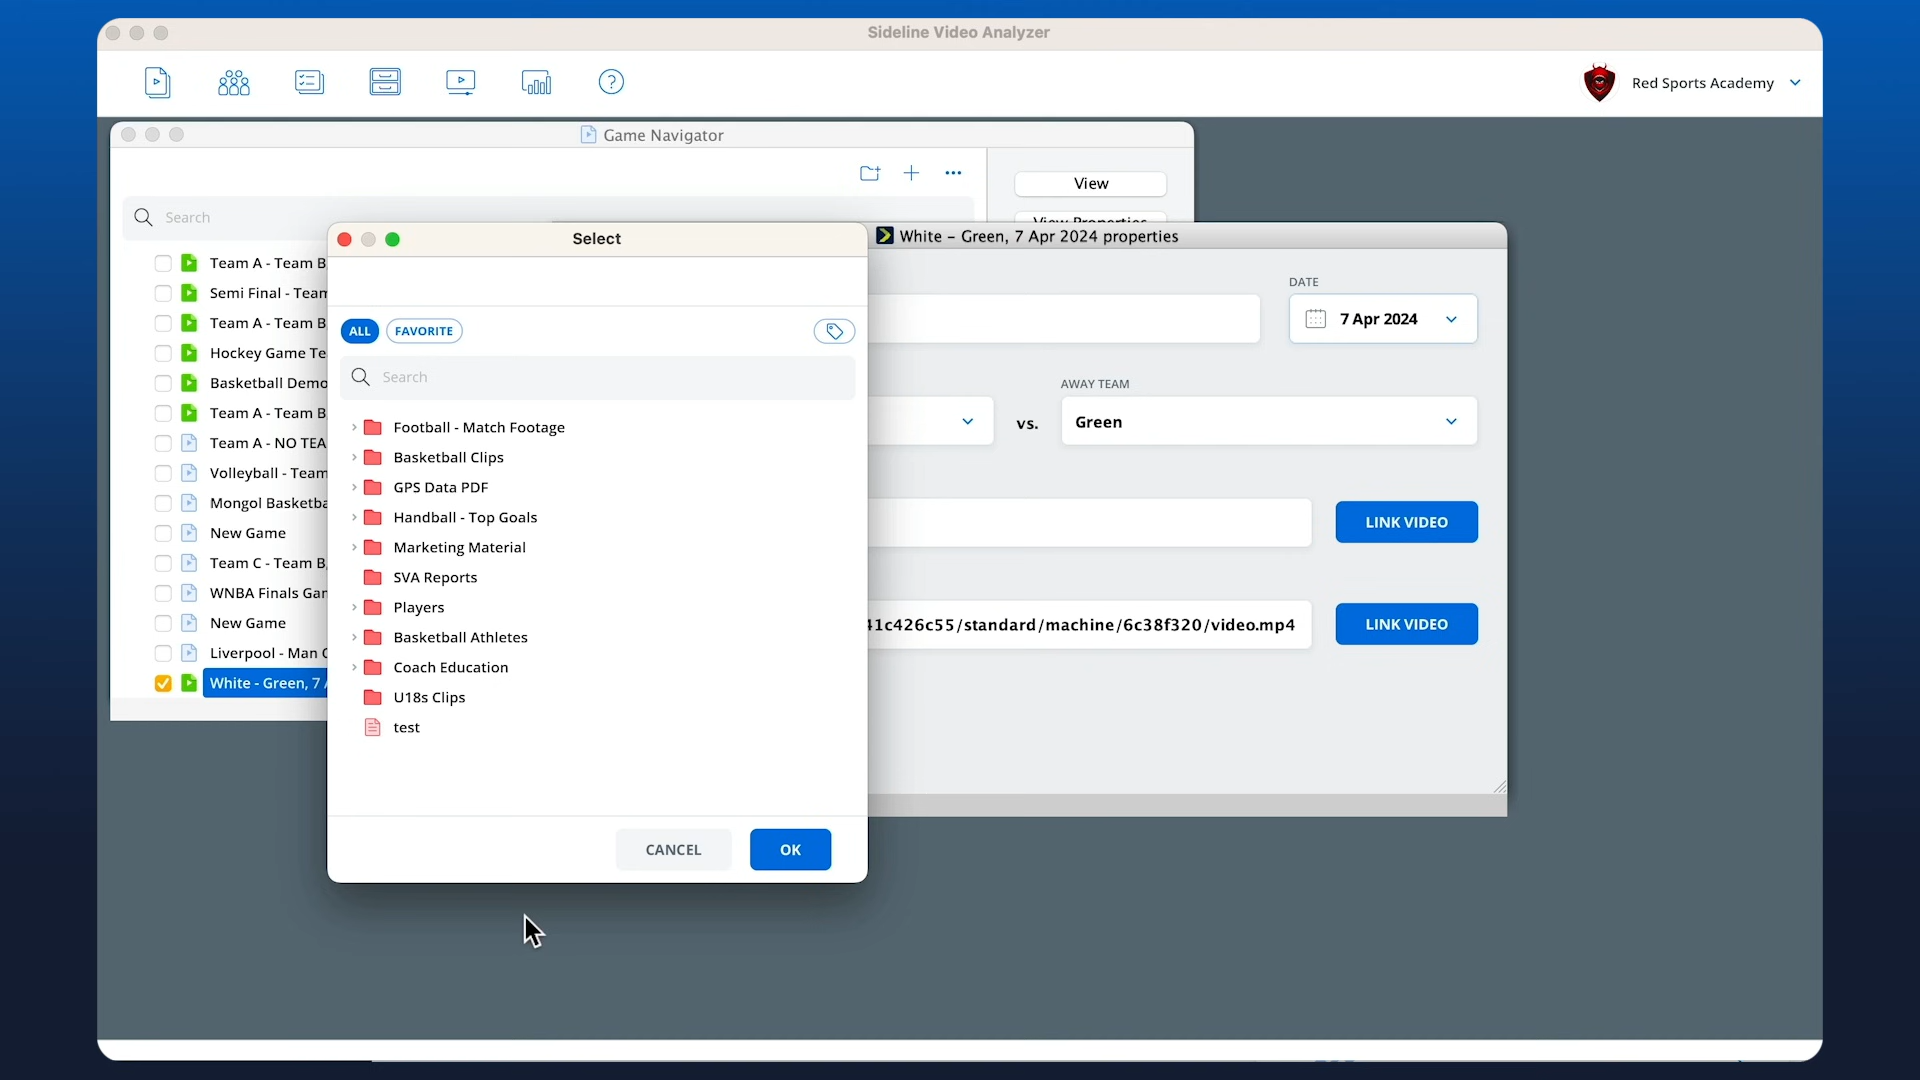 Sideline Video Analyzer
Red Sports Academy
Game Navigator
View
View Properties
Search
Team A - Team B
Semi Final - Team
Team A - Team B
Hockey Game Te
Basketball Demo
Team A - Team B
Team A - NO TEA
Volleyball - Team
Mongol Basketba
New Game
Team C - Team B,
WNBA Finals Gam
New Game
Liverpool - Man C
White - Green, 7 A
Select
ALL
FAVORITE
Search
Football - Match Footage
Basketball Clips
GPS Data PDF
Handball - Top Goals
Marketing Material
SVA Reports
Players
Basketball Athletes
Coach Education
U18s Clips
test
CANCEL
OK
White - Green, 7 Apr 2024 properties
DATE
7 Apr 2024
AWAY TEAM
vs.
Green
LINK VIDEO
41c426c55/standard/machine/6c38f320/video.mp4
LINK VIDEO